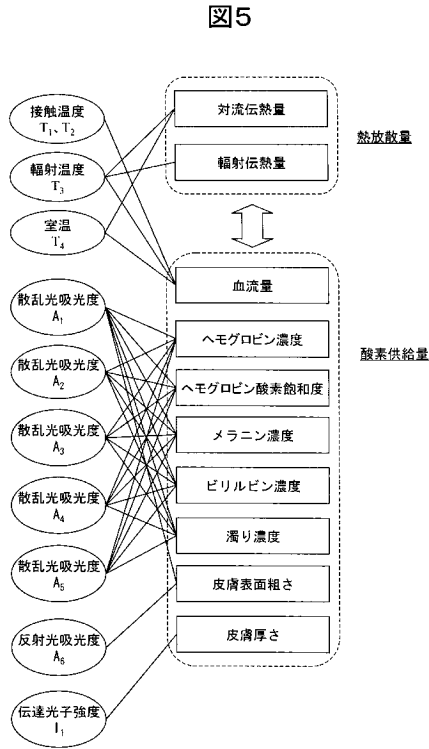 図5
接触温度
T1、T2
輻射温度
T3
室温
T4
散乱光吸光度
A1
散乱光吸光度
A2
散乱光吸光度
A3
散乱光吸光度
A4
散乱光吸光度
A5
反射光吸光度
A6
伝達光子強度
I1
対流伝熱量
輻射伝熱量
熱放散量
血流量
ヘモグロビン濃度
ヘモグロビン酸素飽和度
メラニン濃度
ビリルビン濃度
濁り濃度
皮膚表面粗さ
皮膚厚さ
酸素供給量